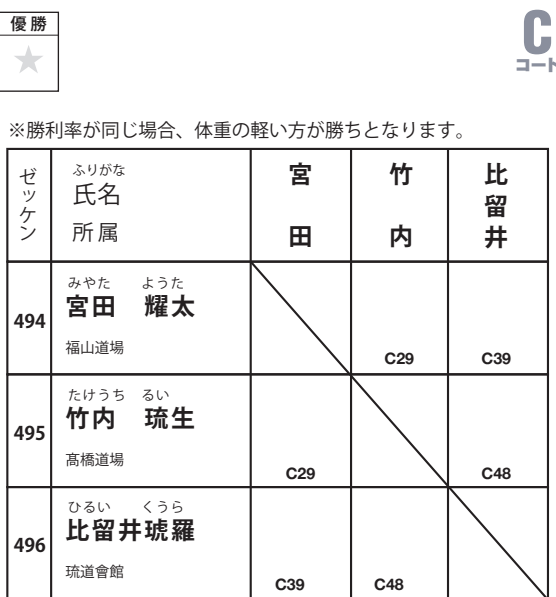 優勝
★
C
コート
※勝利率が同じ場合、体重の軽い方が勝ちとなります。
ゼッケン
ふりがな
氏名
所属
宮田
竹内
比留井
494
みやた ようた
宮田 耀太
福山道場
C29
C39
495
たけうち るい
竹内 琉生
髙橋道場
C29
C48
496
ひるい くうら
比留井琥羅
琉道會館
C39
C48